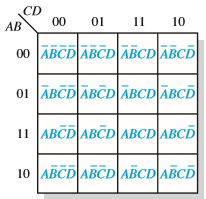 CD
AB 00 01 11 10
00 A̅B̅C̅D̅ A̅B̅C̅D A̅B̅CD A̅B̅CD̅
01 A̅BC̅D̅ A̅BC̅D A̅BCD A̅BCD̅
11 ABC̅D̅ ABC̅D ABCD ABCD̅
10 AB̅C̅D̅ AB̅C̅D AB̅CD AB̅CD̅